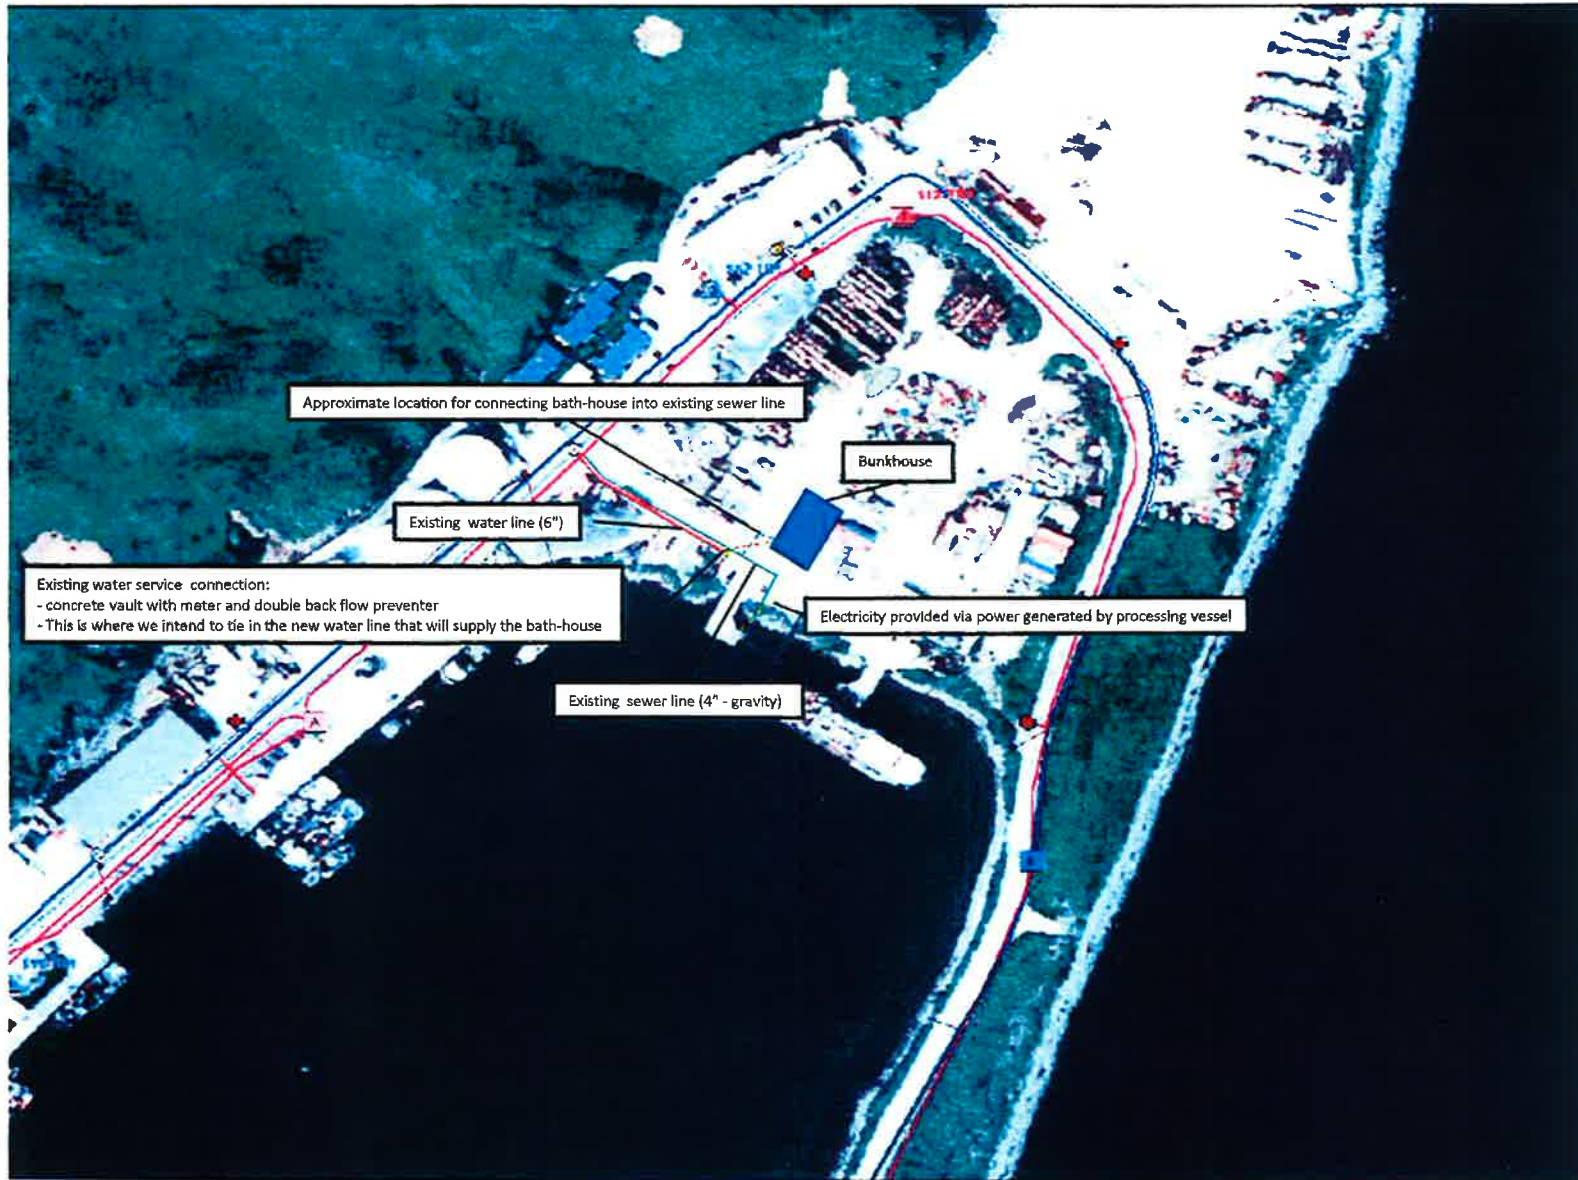 Approximate location for connecting bath-house into existing sewer line
Bunkhouse
Existing water line (6")
Existing water service connection:
- concrete vault with meter and double back flow preventer
- This is where we intend to tie in the new water line that will supply the bath-house
Electricity provided via power generated by processing vessel
Existing sewer line (4" - gravity)
A